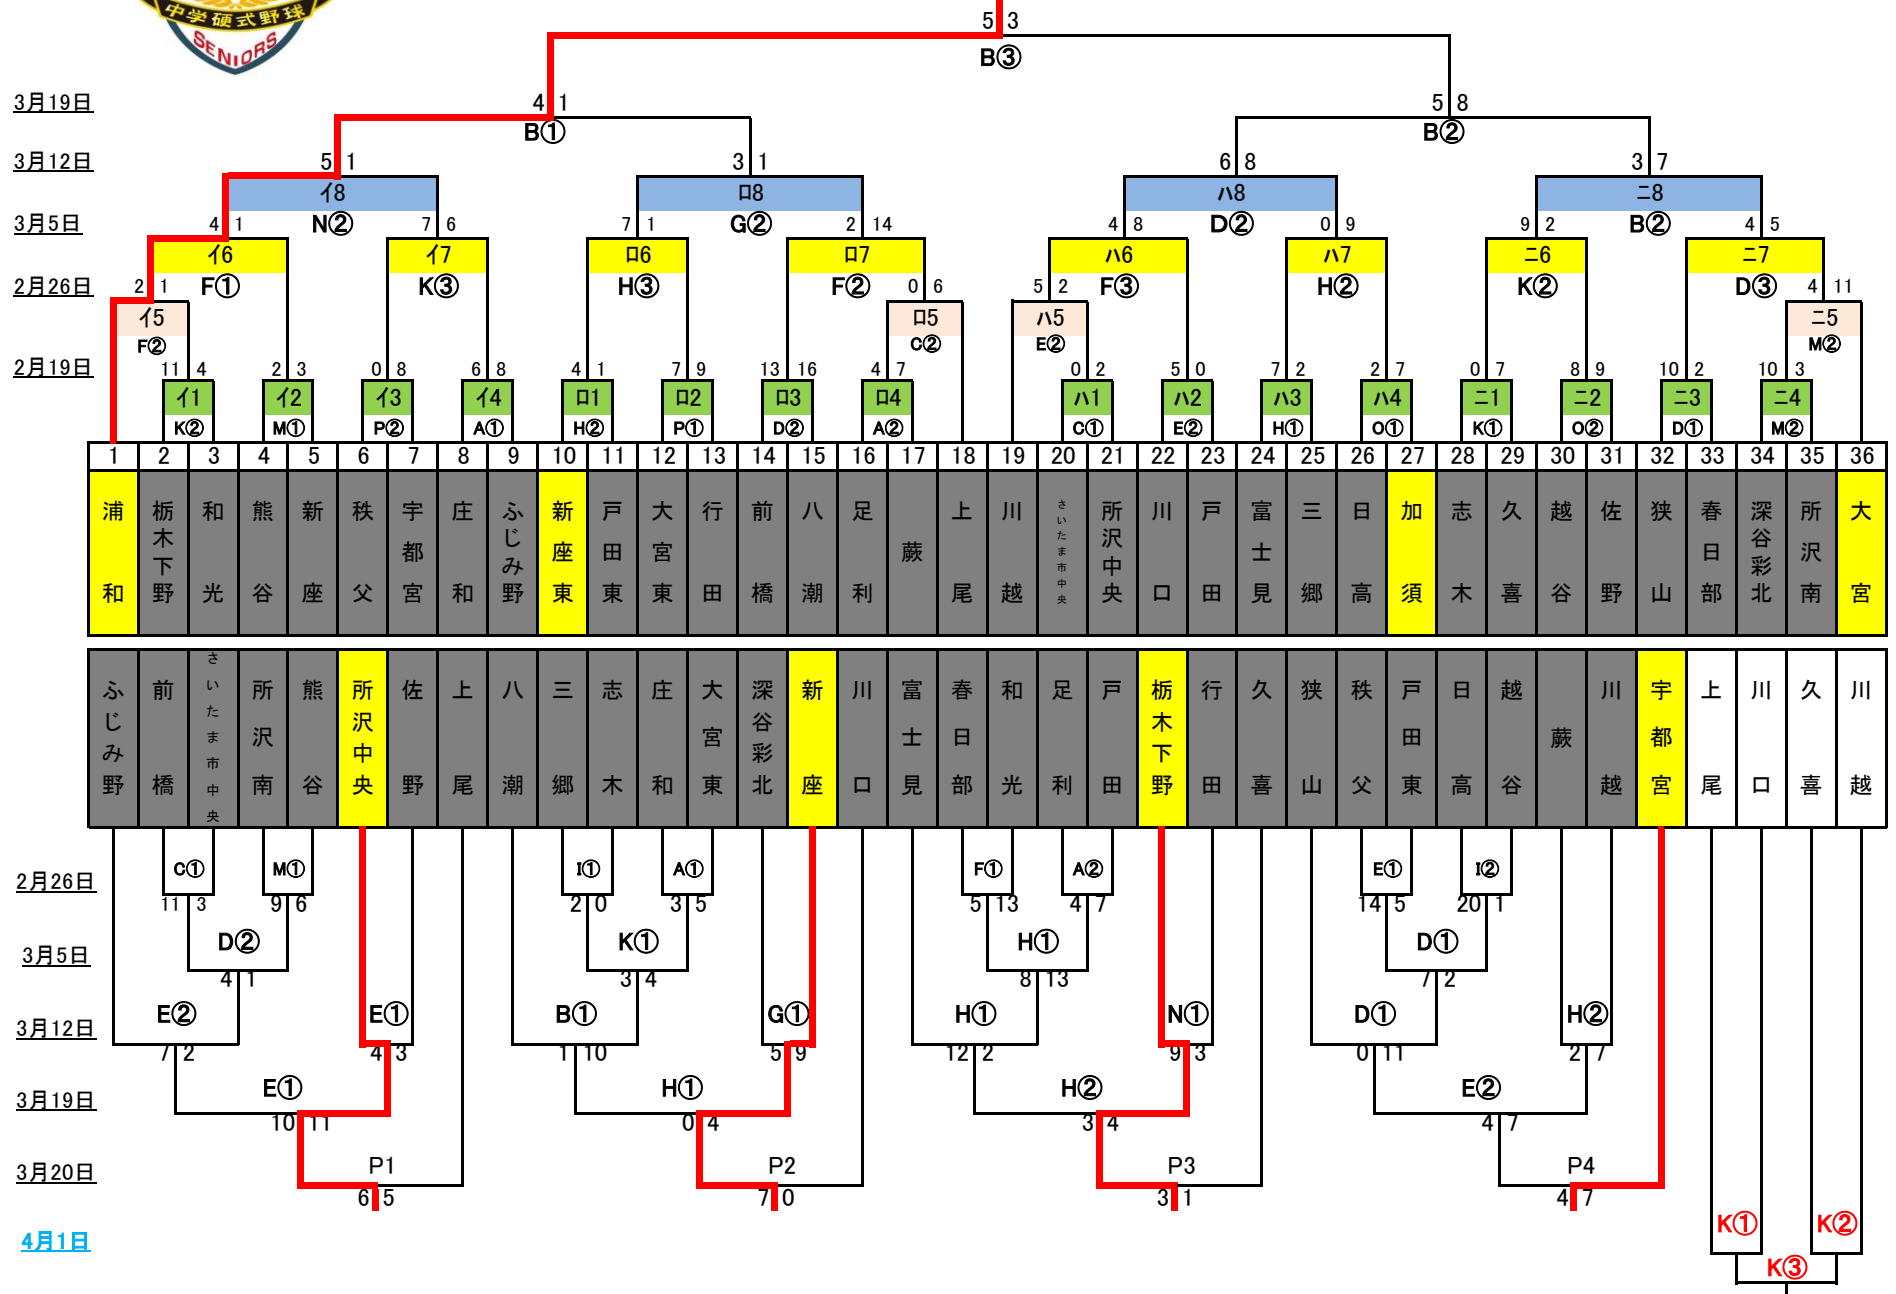 中学硬式野球
SENIORS
5 3
B③
3月19日 4 1 5 8
B① B②
3月12日 5 1 3 1 6 8 3 7
イ8 ロ8 ハ8 ニ8
3月5日 4 1 N② 7 6 7 1 G② 2 14 4 8 D② 0 9 9 2 B② 4 5
イ6 イ7 ロ6 ロ7 ハ6 ハ7 ニ6 ニ7
2月26日 2 1 F① K③ H③ F② 0 6 5 2 F③ H② K② D③ 4 11
イ5 ロ5 ハ5 ニ5
F② C② E② M②
2月19日 11 4 2 3 0 8 6 8 4 1 7 9 13 16 4 7 0 2 5 0 7 2 2 7 0 7 8 9 10 2 10 3
イ1 イ2 イ3 イ4 ロ1 ロ2 ロ3 ロ4 ハ1 ハ2 ハ3 ハ4 ニ1 ニ2 ニ3 ニ4
K② M① P② A① H② P① D② A② C① E② H① O① K① O② D① M②
1 2 3 4 5 6 7 8 9 10 11 12 13 14 15 16 17 18 19 20 21 22 23 24 25 26 27 28 29 30 31 32 33 34 35 36
浦和 栃木下野 和光 熊谷 新座 秩父 宇都宮 庄和 ふじみ野 新座東 戸田東 大宮東 行田 前橋 八潮 足利 蕨 上尾 川越 さいたま市中央 所沢中央 川口 戸田 富士見 三郷 日高 加須 志木 久喜 越谷 佐野 狭山 春日部 深谷彩北 所沢南 大宮
ふじみ野 前橋 さいたま市中央 所沢南 熊谷 所沢中央 佐野 上尾 八潮 三郷 志木 庄和 大宮東 深谷彩北 新座 川口 富士見 春日部 和光 足利 戸田 栃木下野 行田 久喜 狭山 秩父 戸田東 日高 越谷 蕨 川越 宇都宮 上尾 川口 久喜 川越
C① M① I① A① F① A② E① I②
2月26日
11 3 9 6 2 0 3 5 5 13 4 7 14 5 20 1
D② K① H① D①
3月5日
4 1 3 4 8 13 7 2
E② E① B① G① H① N① D① H②
3月12日
7 2 4 3 1 10 5 9 12 2 9 3 0 11 2 7
E① H① H② E②
3月19日
10 11 0 4 3 4 4 7
3月20日 P1 P2 P3 P4
6 5 7 0 3 1 4 7
4月1日 K① K②
K③